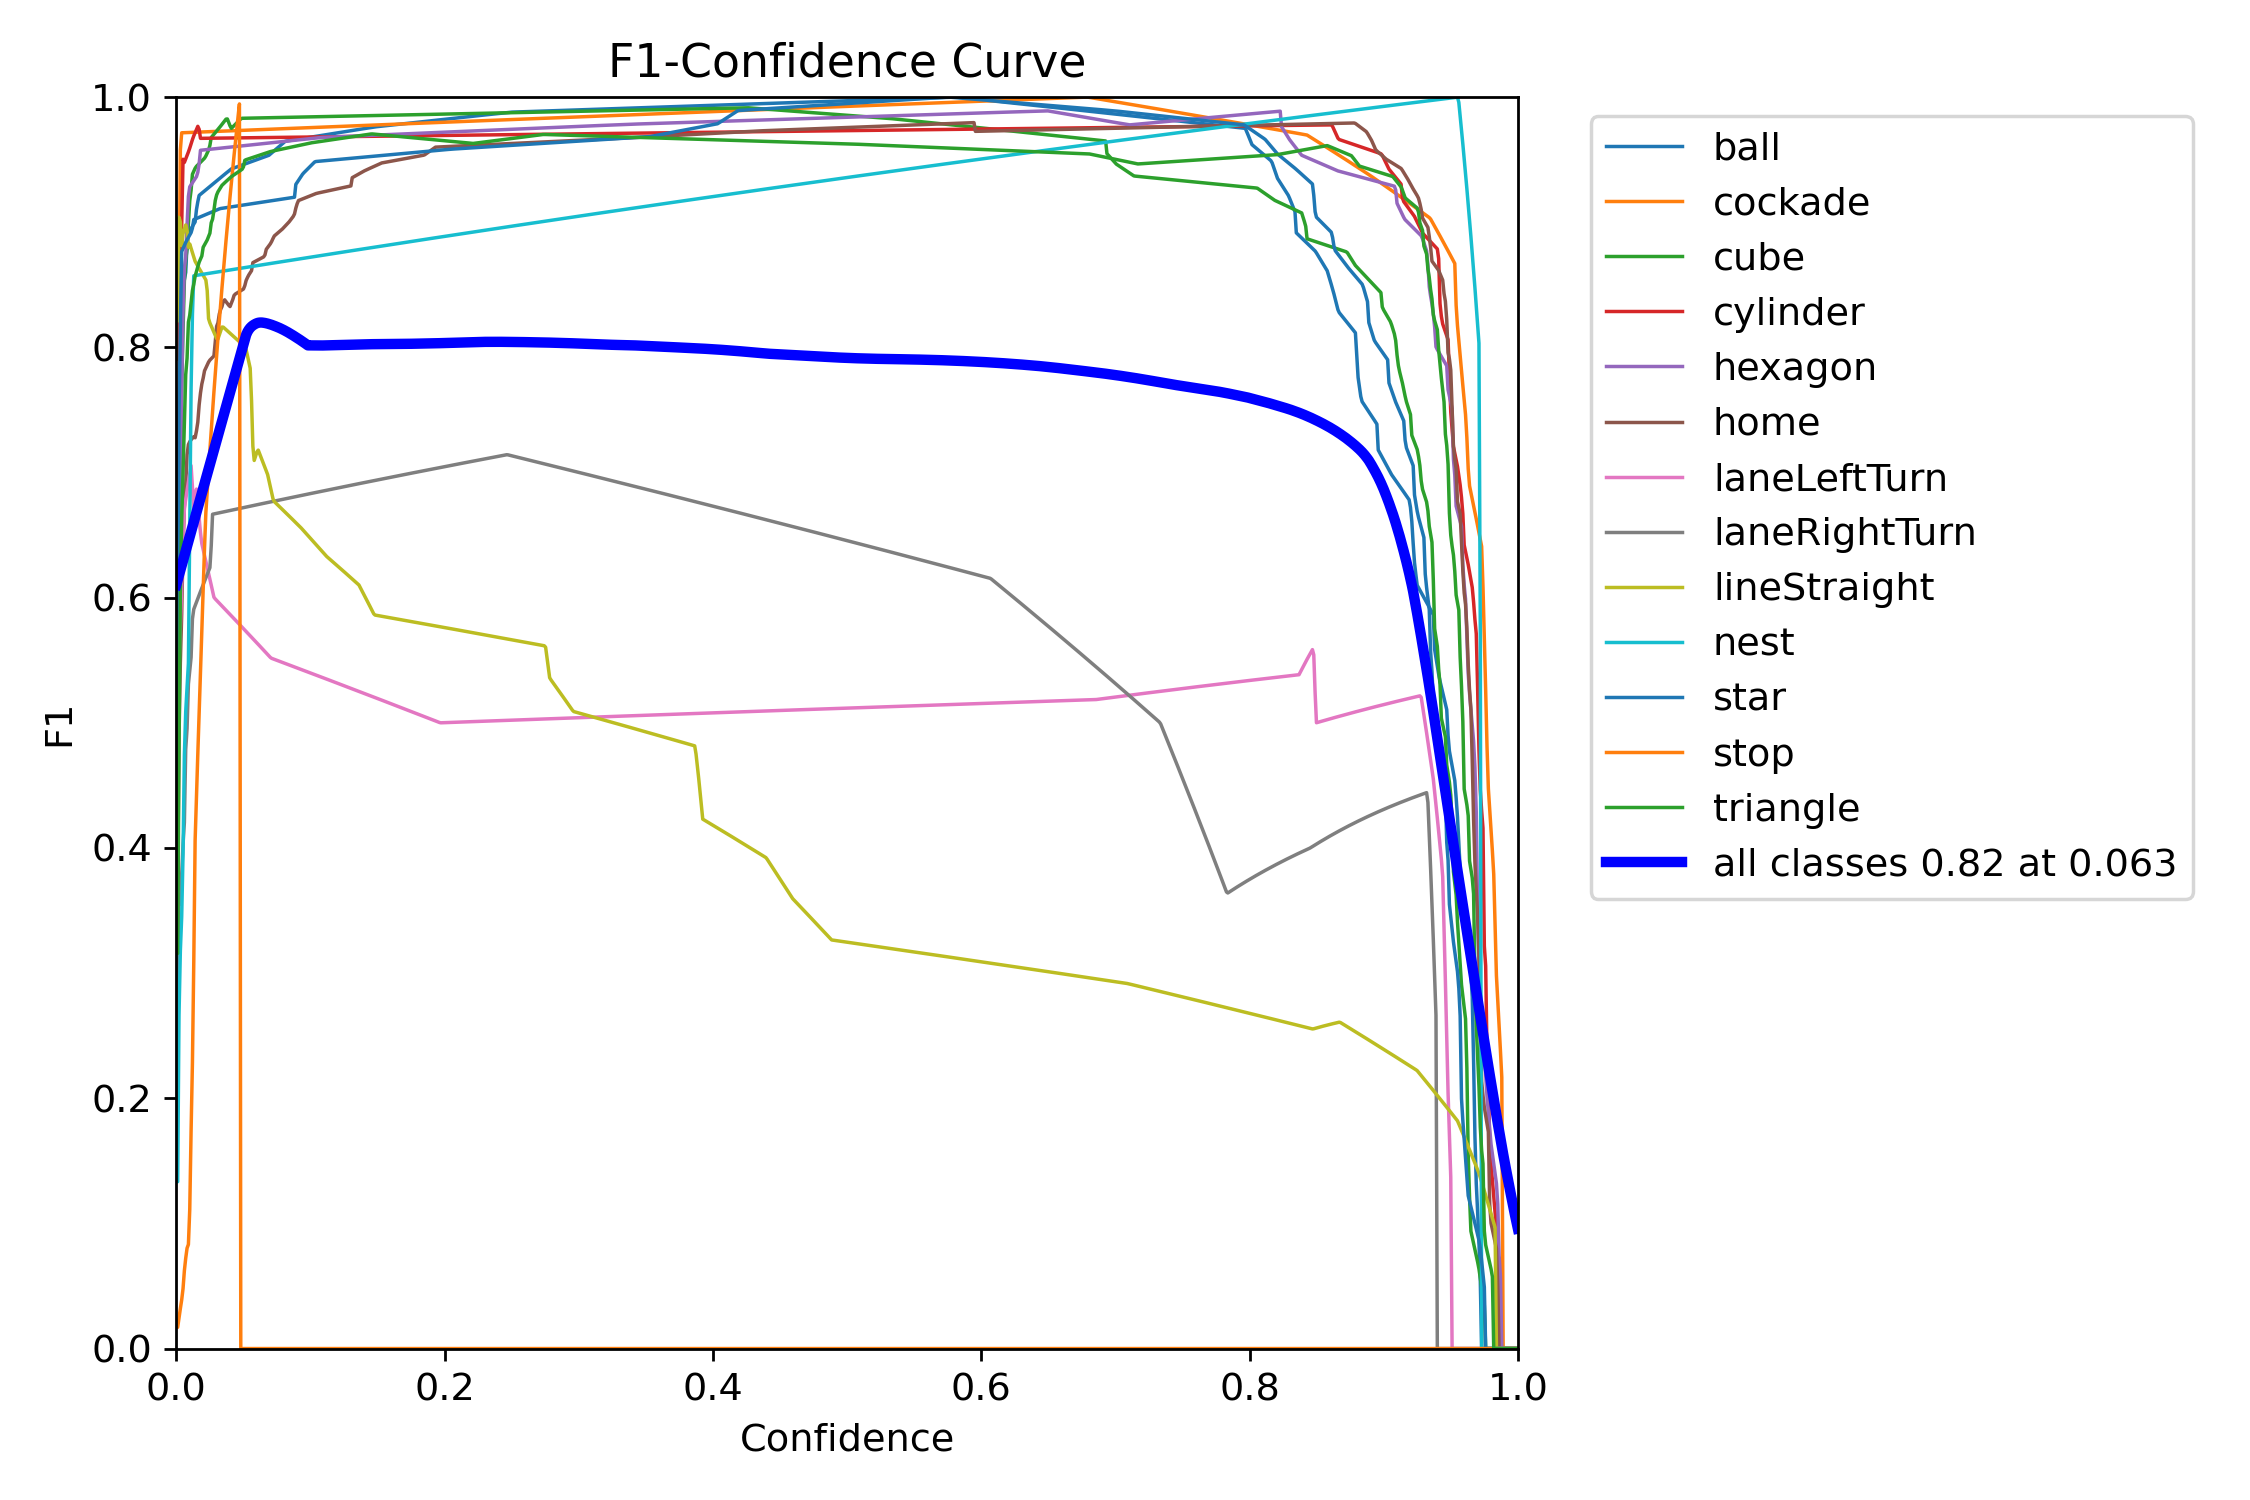 F1-Confidence Curve
1.0
0.8
0.6
0.4
0.2
0.0
F1
0.0 0.2 0.4 0.6 0.8 1.0
Confidence
ball
cockade
cube
cylinder
hexagon
home
laneLeftTurn
laneRightTurn
lineStraight
nest
star
stop
triangle
all classes 0.82 at 0.063